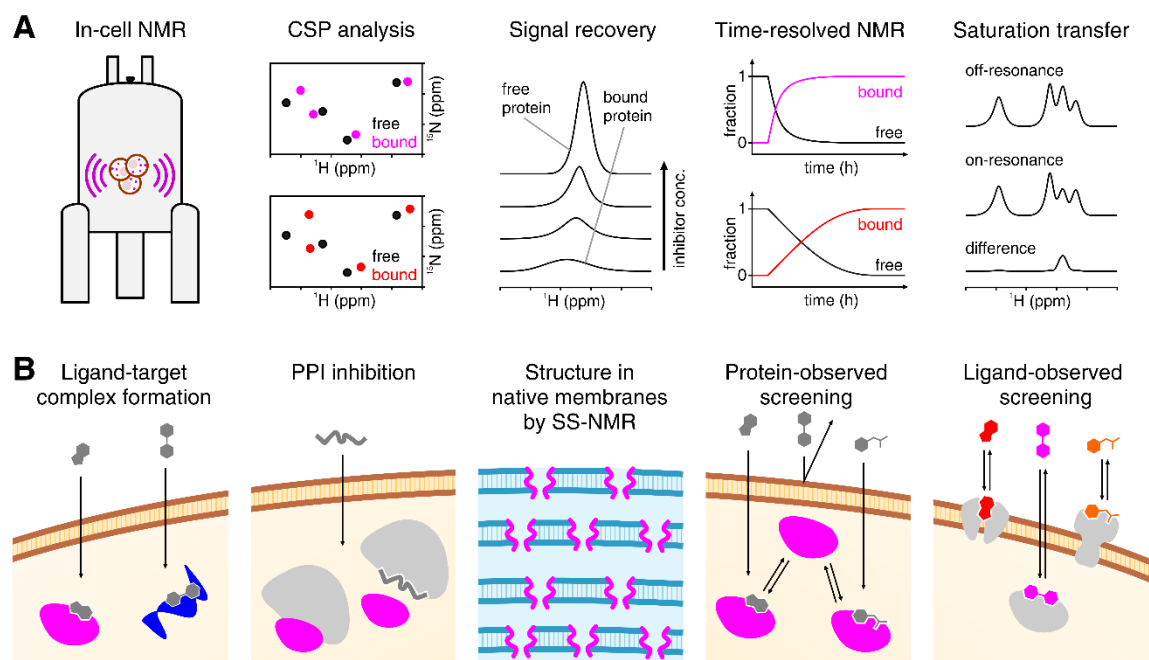 A
In-cell NMR
CSP analysis
free
bound
¹⁵N (ppm)
¹H (ppm)
free
bound
¹⁵N (ppm)
¹H (ppm)
Signal recovery
free
protein
bound
protein
inhibitor conc.
¹H (ppm)
Time-resolved NMR
fraction
1
0
bound
free
time (h)
fraction
1
0
bound
free
time (h)
Saturation transfer
off-resonance
on-resonance
difference
¹H (ppm)
B
Ligand-target
complex formation
PPI inhibition
Structure in
native membranes
by SS-NMR
Protein-observed
screening
Ligand-observed
screening